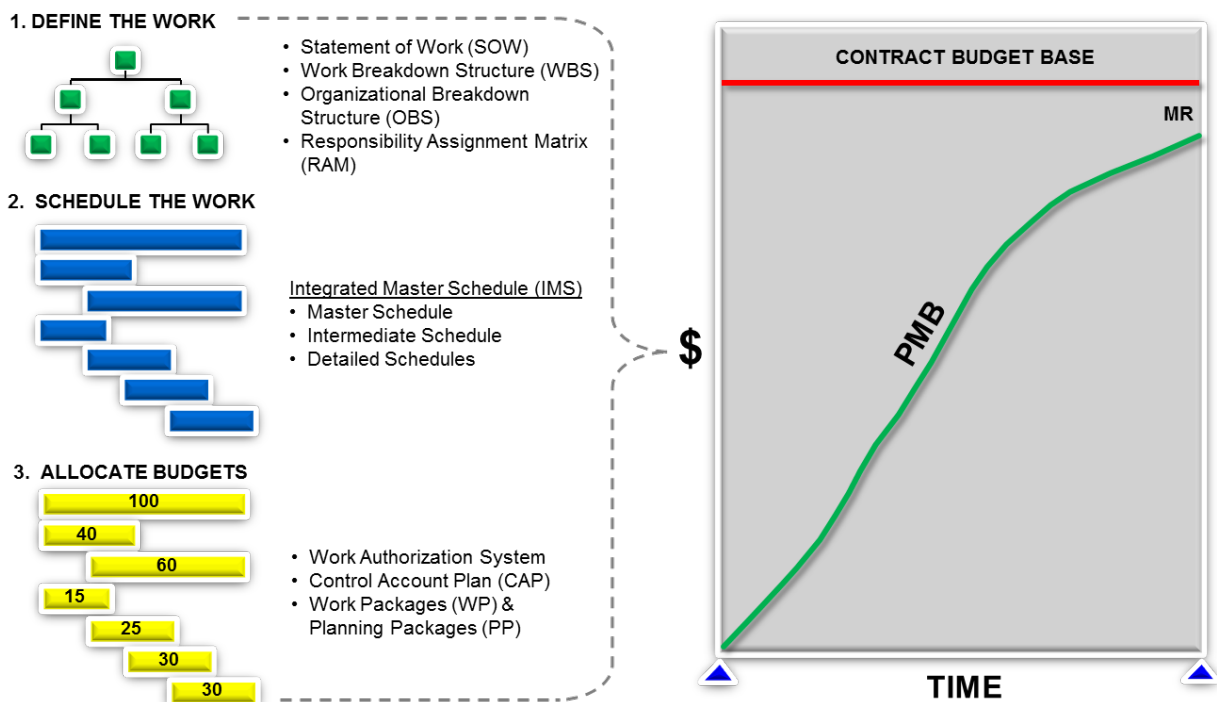 1. DEFINE THE WORK
• Statement of Work (SOW)
• Work Breakdown Structure (WBS)
• Organizational Breakdown
Structure (OBS)
• Responsibility Assignment Matrix
(RAM)
2. SCHEDULE THE WORK
Integrated Master Schedule (IMS)
• Master Schedule
• Intermediate Schedule
• Detailed Schedules
3. ALLOCATE BUDGETS
100
40
60
15
25
30
30
• Work Authorization System
• Control Account Plan (CAP)
• Work Packages (WP) &
Planning Packages (PP)
$
CONTRACT BUDGET BASE
MR
PMB
TIME